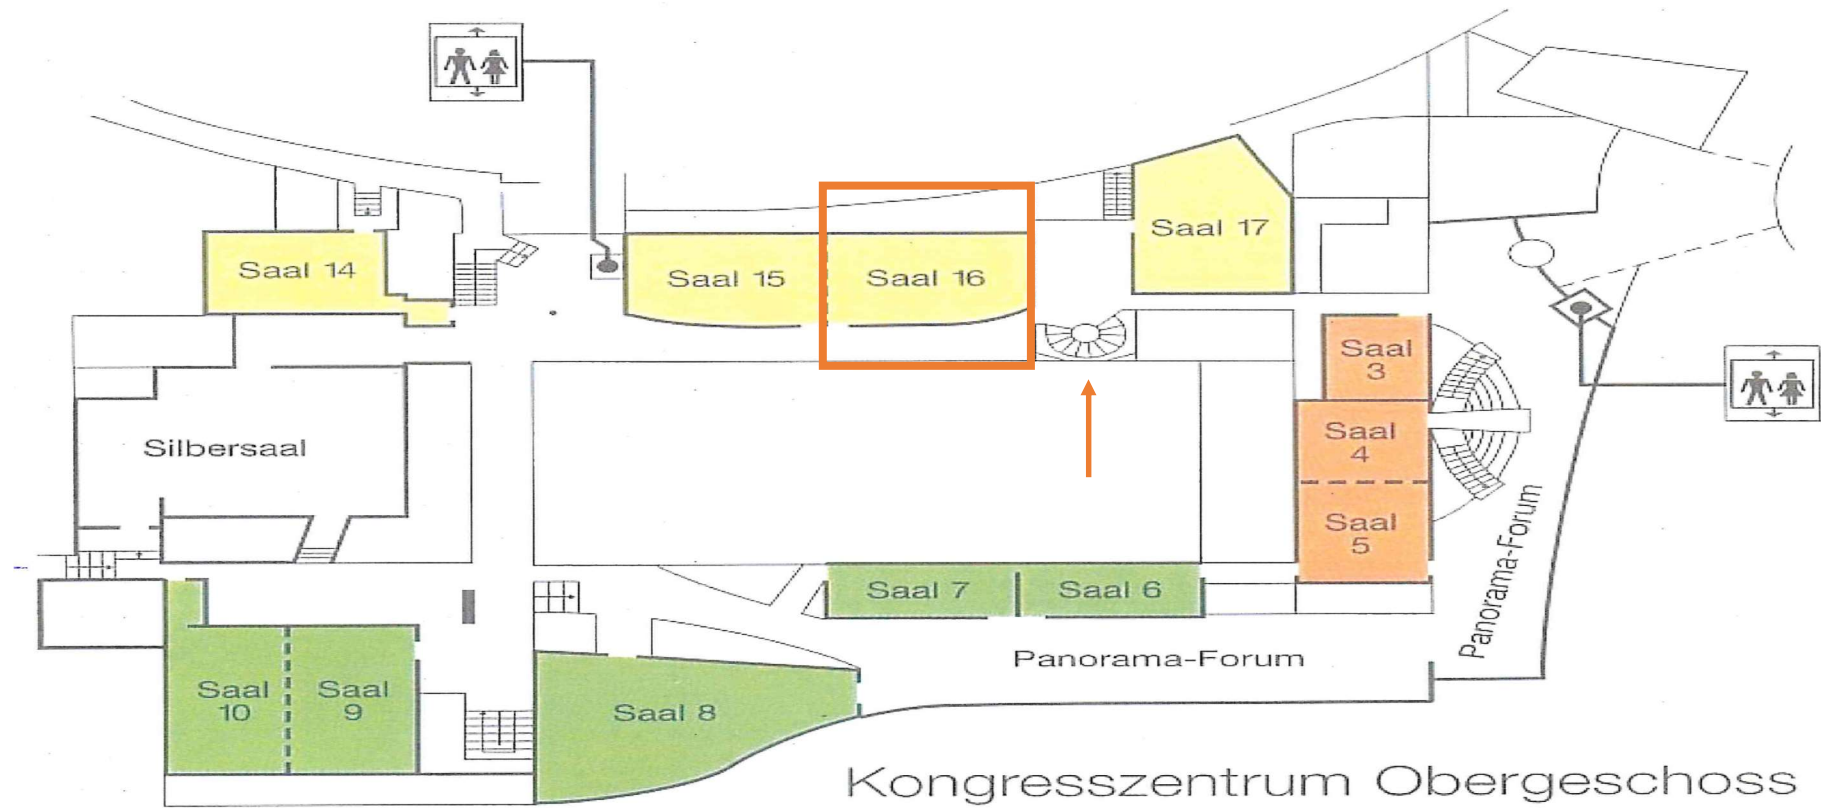 Saal 17
Saal 14
Saal 15
Saal 16
Saal
3
Saal
4
Silbersaal
Saal
5
Panorama-Forum
Saal 7
Saal 6
Panorama-Forum
Saal
10
Saal
9
Saal 8
Kongresszentrum Obergeschoss